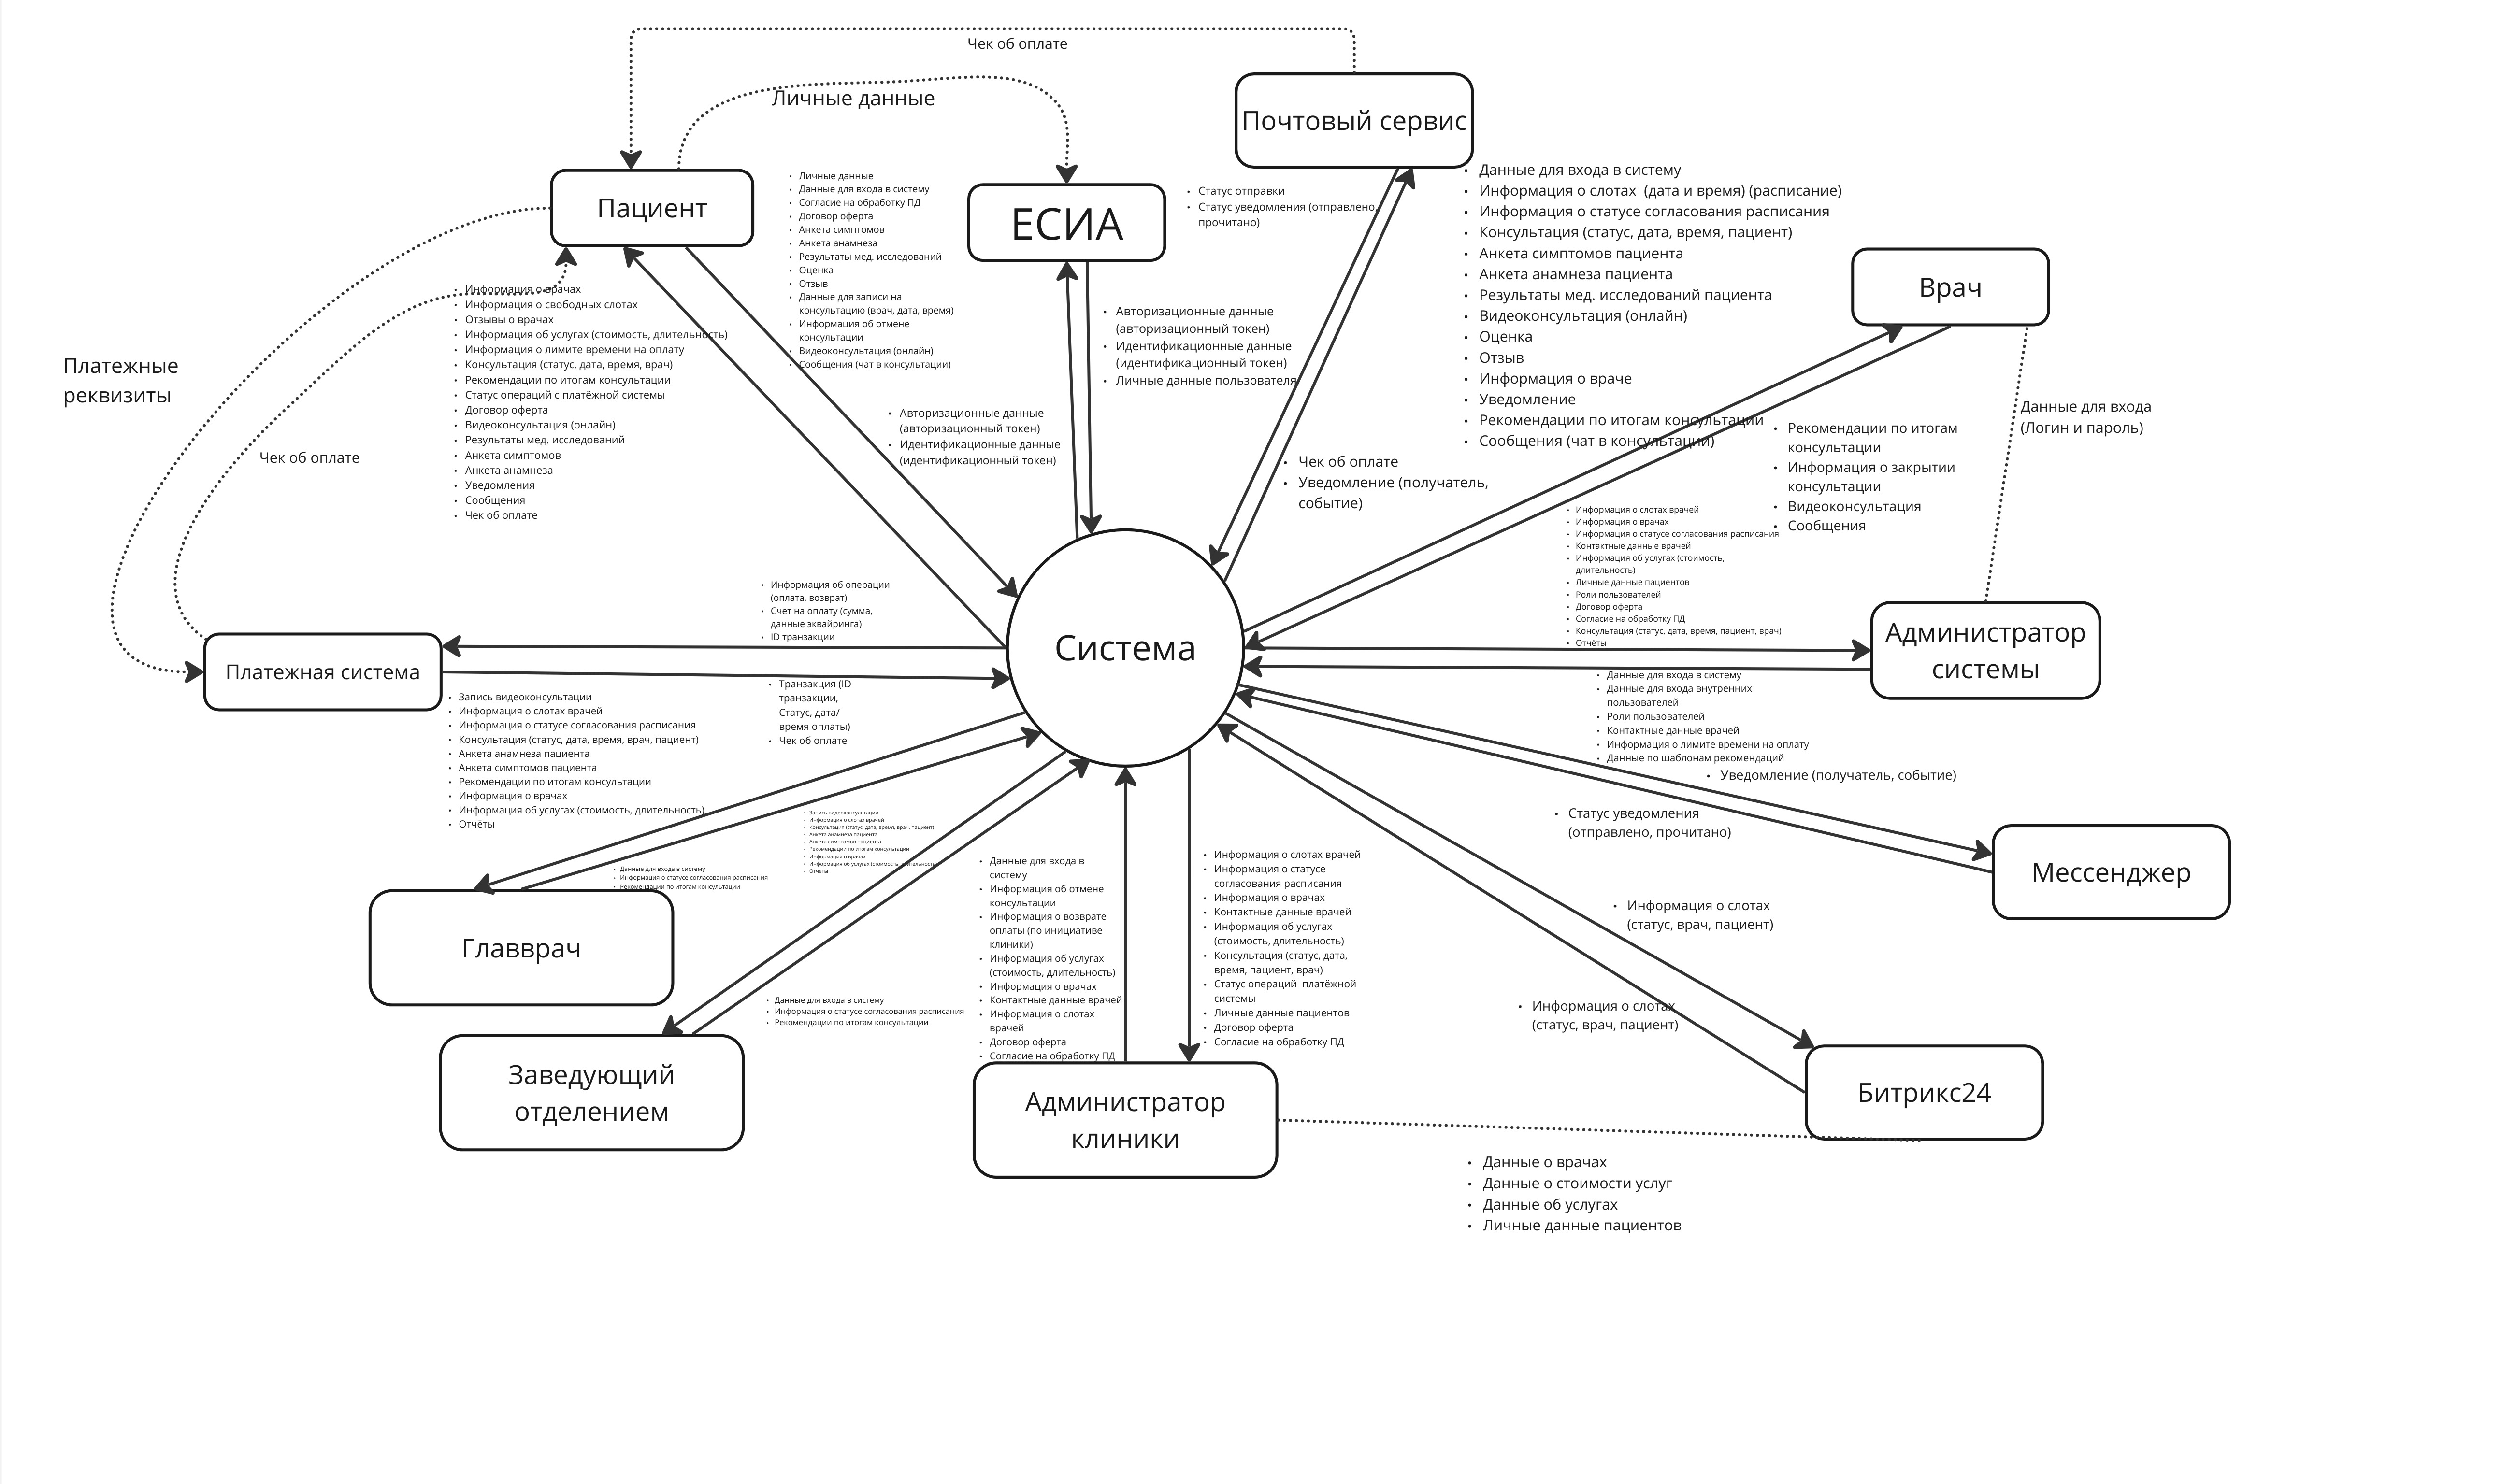 Чек об оплате
Личные данные
Почтовый сервис
Пациент
ЕСИА
Врач
• Личные данные
• Данные для входа в систему
• Согласие на обработку ПД
• Договор оферта
• Анкета симптомов
• Анкета анамнеза
• Результаты мед. исследований
• Оценка
• Отзыв
• Данные для записи на
консультацию (врач, дата, время)
• Информация об отмене
консультации
• Видеоконсультация (онлайн)
• Сообщения (чат в консультации)
• Статус отправки
• Статус уведомления (отправлено,
прочитано)
• Данные для входа в систему
• Информация о слотах  (дата и время) (расписание)
• Информация о статусе согласования расписания
• Консультация (статус, дата, время, пациент)
• Анкета симптомов пациента
• Анкета анамнеза пациента
• Результаты мед. исследований пациента
• Видеоконсультация (онлайн)
• Оценка
• Отзыв
• Информация о враче
• Уведомление
• Рекомендации по итогам консультации
• Сообщения (чат в консультации)
• Информация о врачах
• Информация о свободных слотах
• Отзывы о врачах
• Информация об услугах (стоимость, длительность)
• Информация о лимите времени на оплату
• Консультация (статус, дата, время, врач)
• Рекомендации по итогам консультации
• Статус операций с платёжной системы
• Договор оферта
• Видеоконсультация (онлайн)
• Результаты мед. исследований
• Анкета симптомов
• Анкета анамнеза
• Уведомления
• Сообщения
• Чек об оплате
Платежные
реквизиты
Чек об оплате
• Авторизационные данные
(авторизационный токен)
• Идентификационные данные
(идентификационный токен)
• Личные данные пользователя
• Авторизационные данные
(авторизационный токен)
• Идентификационные данные
(идентификационный токен)
• Чек об оплате
• Уведомление (получатель,
событие)
Данные для входа
(Логин и пароль)
• Рекомендации по итогам
консультации
• Информация о закрытии
консультации
• Видеоконсультация
• Сообщения
• Информация о слотах врачей
• Информация о врачах
• Информация о статусе согласования расписания
• Контактные данные врачей
• Информация об услугах (стоимость,
длительность)
• Личные данные пациентов
• Роли пользователей
• Договор оферта
• Согласие на обработку ПД
• Консультация (статус, дата, время, пациент, врач)
• Отчёты
• Информация об операции
(оплата, возврат)
• Счет на оплату (сумма,
данные эквайринга)
• ID транзакции
Система
Администратор
системы
Платежная система
• Транзакция (ID
транзакции,
Статус, дата/
время оплаты)
• Чек об оплате
• Данные для входа в систему
• Данные для входа внутренних
пользователей
• Роли пользователей
• Контактные данные врачей
• Информация о лимите времени на оплату
• Данные по шаблонам рекомендаций
• Запись видеоконсультации
• Информация о слотах врачей
• Информация о статусе согласования расписания
• Консультация (статус, дата, время, врач, пациент)
• Анкета анамнеза пациента
• Анкета симптомов пациента
• Рекомендации по итогам консультации
• Информация о врачах
• Информация об услугах (стоимость, длительность)
• Отчёты
• Уведомление (получатель, событие)
• Статус уведомления
(отправлено, прочитано)
Мессенджер
• Запись видеоконсультации
• Информация о слотах врачей
• Консультация (статус, дата, время, врач, пациент)
• Анкета анамнеза пациента
• Анкета симптомов пациента
• Рекомендации по итогам консультации
• Информация о врачах
• Информация об услугах (стоимость, длительность)
• Отчеты
• Данные для входа в систему
• Информация о статусе согласования расписания
• Рекомендации по итогам консультации
Главврач
• Данные для входа в
систему
• Информация об отмене
консультации
• Информация о возврате
оплаты (по инициативе
клиники)
• Информация об услугах
(стоимость, длительность)
• Информация о врачах
• Контактные данные врачей
• Информация о слотах
врачей
• Договор оферта
• Согласие на обработку ПД
• Информация о слотах врачей
• Информация о статусе
согласования расписания
• Информация о врачах
• Контактные данные врачей
• Информация об услугах
(стоимость, длительность)
• Консультация (статус, дата,
время, пациент, врач)
• Статус операций  платёжной
системы
• Личные данные пациентов
• Договор оферта
• Согласие на обработку ПД
• Информация о слотах
(статус, врач, пациент)
• Информация о слотах
(статус, врач, пациент)
• Данные для входа в систему
• Информация о статусе согласования расписания
• Рекомендации по итогам консультации
Заведующий
отделением
Администратор
клиники
Битрикс24
• Данные о врачах
• Данные о стоимости услуг
• Данные об услугах
• Личные данные пациентов